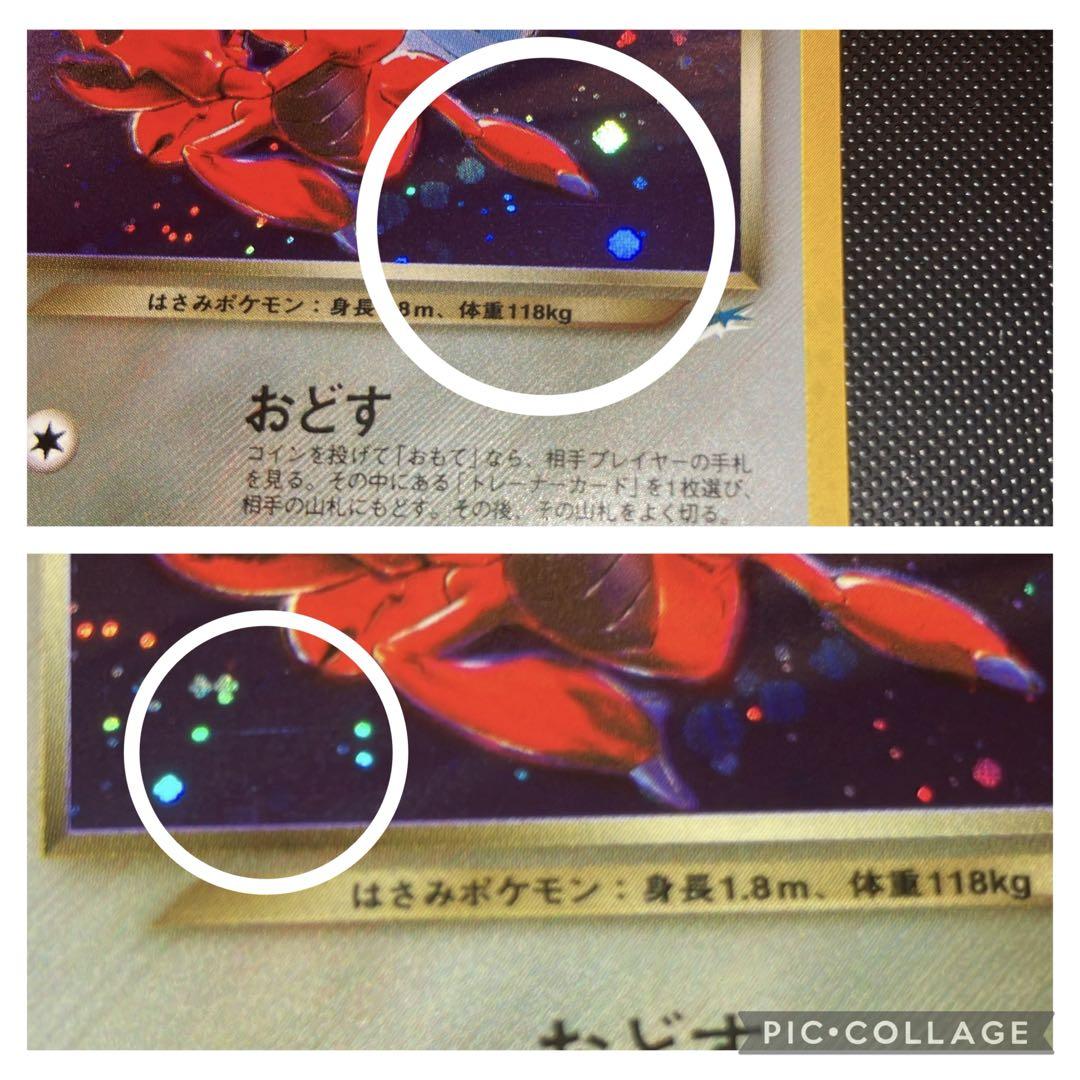 はさみポケモン：身長 8m、体重118kg
おどす
コインを投げて「おもて」なら、相手プレイヤーの手札
を見る。その中にある「トレーナーカード」を1枚選び、
相手の山札にもどす。その後、その山札をよく切る。
はさみポケモン：身長1.8m、体重118kg
おどす
PIC•COLLAGE